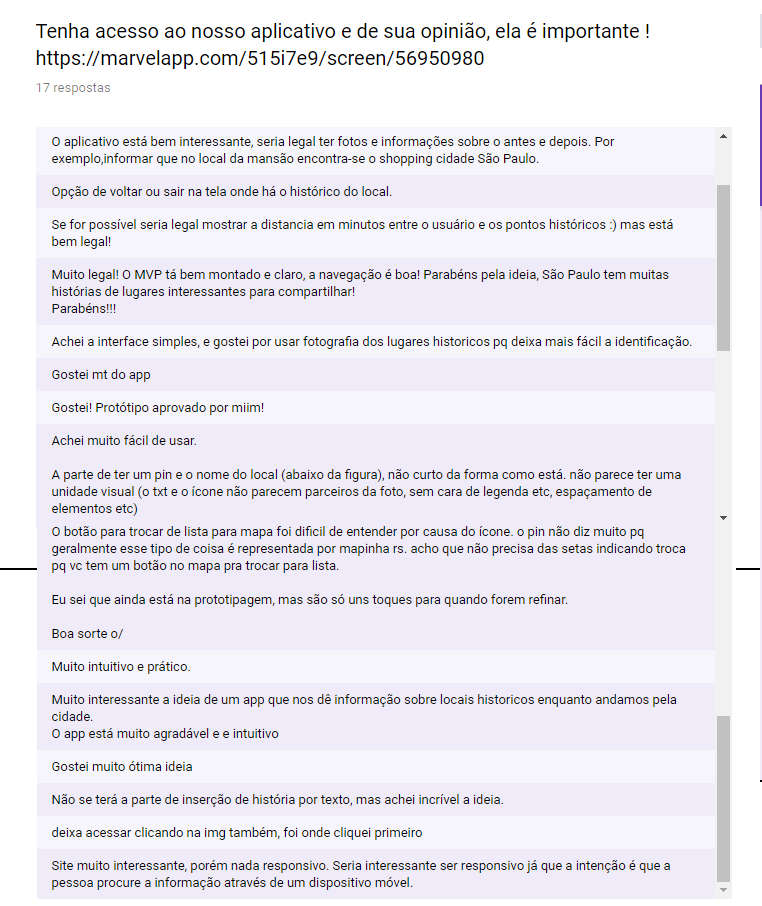 Tenha acesso ao nosso aplicativo e de sua opinião, ela é importante !
https://marvelapp.com/515i7e9/screen/56950980
17 respostas
O aplicativo está bem interessante, seria legal ter fotos e informações sobre o antes e depois. Por
exemplo,informar que no local da mansão encontra-se o shopping cidade São Paulo.
Opção de voltar ou sair na tela onde há o histórico do local.
Se for possível seria legal mostrar a distancia em minutos entre o usuário e os pontos históricos :) mas está
bem legal!
Muito legal! O MVP tá bem montado e claro, a navegação é boa! Parabéns pela ideia, São Paulo tem muitas
histórias de lugares interessantes para compartilhar!
Parabéns!!!
Achei a interface simples, e gostei por usar fotografia dos lugares historicos pq deixa mais fácil a identificação.
Gostei mt do app
Gostei! Protótipo aprovado por miim!
Achei muito fácil de usar.
A parte de ter um pin e o nome do local (abaixo da figura), não curto da forma como está. não parece ter uma
unidade visual (o txt e o ícone não parecem parceiros da foto, sem cara de legenda etc, espaçamento de
elementos etc)
O botão para trocar de lista para mapa foi dificil de entender por causa do ícone. o pin não diz muito pq
geralmente esse tipo de coisa é representada por mapinha rs. acho que não precisa das setas indicando troca
pq vc tem um botão no mapa pra trocar para lista.
Eu sei que ainda está na prototipagem, mas são só uns toques para quando forem refinar.
Boa sorte o/
Muito intuitivo e prático.
Muito interessante a ideia de um app que nos dê informação sobre locais historicos enquanto andamos pela
cidade.
O app está muito agradável e e intuitivo
Gostei muito ótima ideia
Não se terá a parte de inserção de história por texto, mas achei incrível a ideia.
deixa acessar clicando na img também, foi onde cliquei primeiro
Site muito interessante, porém nada responsivo. Seria interessante ser responsivo já que a intenção é que a
pessoa procure a informação através de um dispositivo móvel.